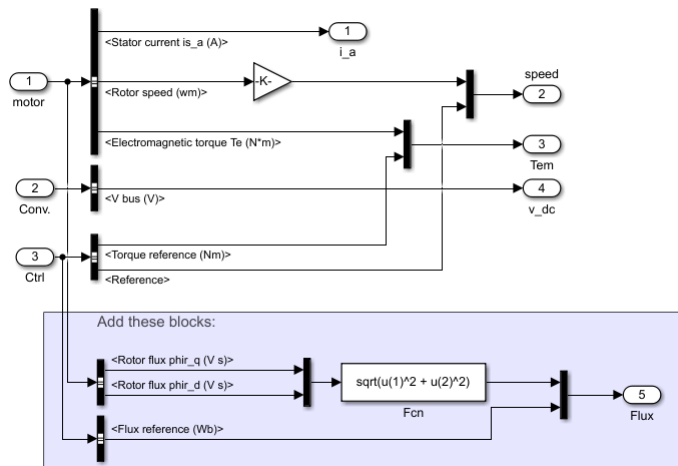 1
motor
<Stator current is_a (A)>
1
i_a
<Rotor speed (wm)>
-K-
speed
2
<Electromagnetic torque Te (N*m)>
3
Tem
2
Conv.
<V bus (V)>
4
v_dc
3
Ctrl
<Torque reference (Nm)>
<Reference>
Add these blocks:
<Rotor flux phir_q (V s)>
<Rotor flux phir_d (V s)>
sqrt(u(1)^2 + u(2)^2)
Fcn
5
Flux
<Flux reference (Wb)>